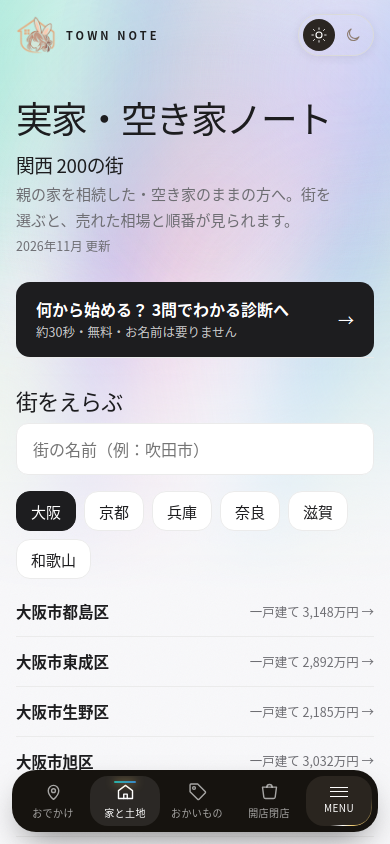 TOWN NOTE
実家・空き家ノート
関西 200の街
親の家を相続した・空き家のままの方へ。街を
選ぶと、売れた相場と順番が見られます。
2026年11月 更新
何から始める？ 3問でわかる診断へ
約30秒・無料・お名前は要りません
→
街をえらぶ
街の名前（例：吹田市）
大阪 京都 兵庫 奈良 滋賀
和歌山
大阪市都島区 一戸建て 3,148万円 →
大阪市東成区 一戸建て 2,892万円 →
大阪市生野区 一戸建て 2,185万円 →
大阪市旭区 一戸建て 3,032万円 →
おでかけ 家と土地 おかいもの 開店閉店 MENU